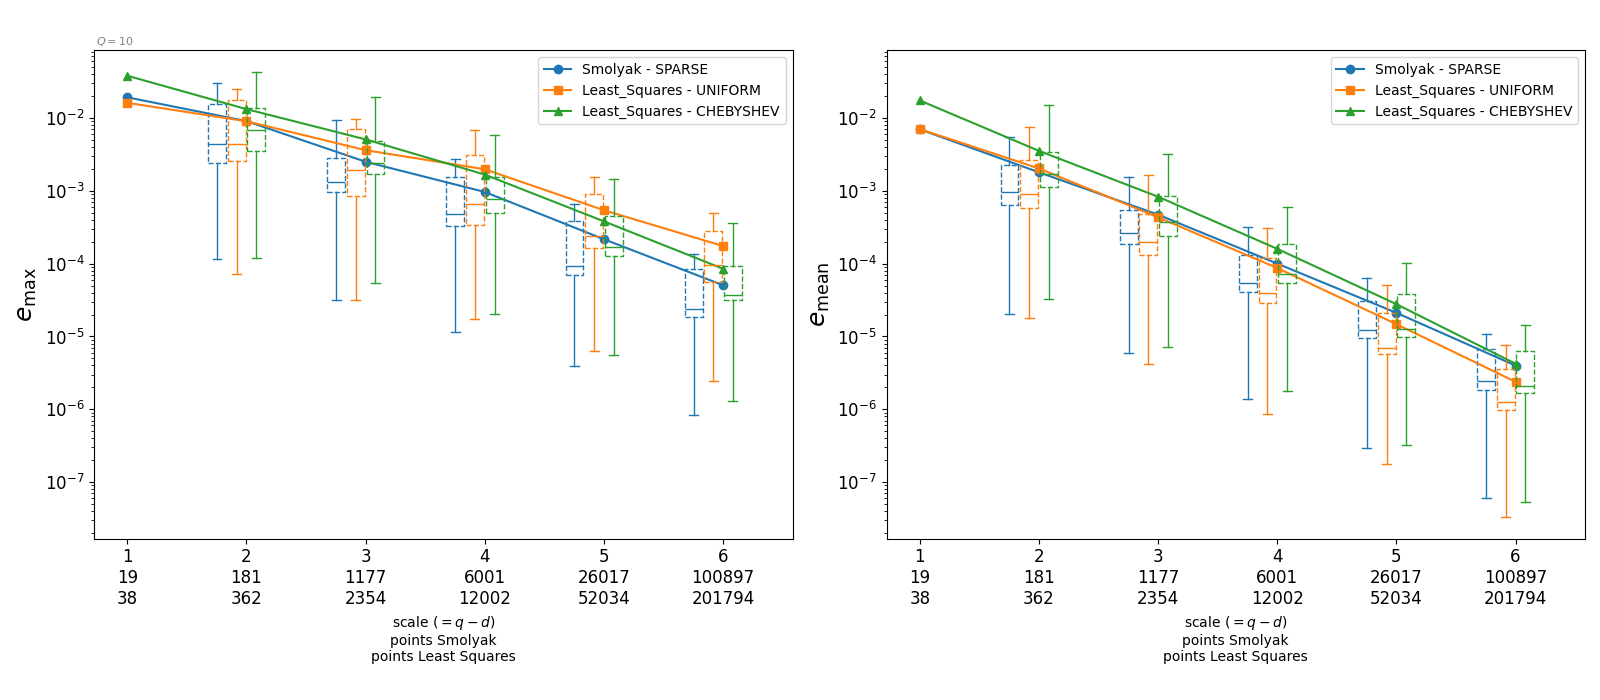 Q = 10
Smolyak - SPARSE
Least_Squares - UNIFORM
Least_Squares - CHEBYSHEV
e_max
10^-2
10^-3
10^-4
10^-5
10^-6
10^-7
1 2 3 4 5 6
19 181 1177 6001 26017 100897
38 362 2354 12002 52034 201794
scale (= q − d)
points Smolyak
points Least Squares
Smolyak - SPARSE
Least_Squares - UNIFORM
Least_Squares - CHEBYSHEV
e_mean
10^-2
10^-3
10^-4
10^-5
10^-6
10^-7
1 2 3 4 5 6
19 181 1177 6001 26017 100897
38 362 2354 12002 52034 201794
scale (= q − d)
points Smolyak
points Least Squares